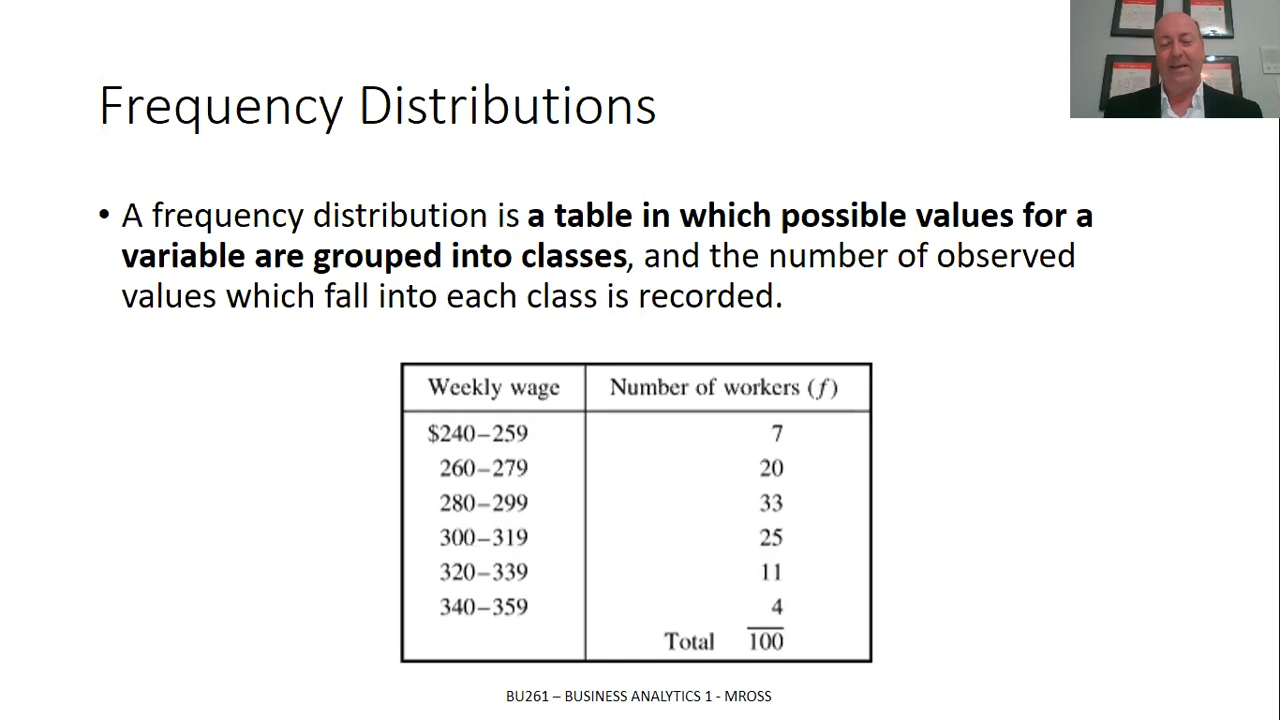 Frequency Distributions
• A frequency distribution is a table in which possible values for a
variable are grouped into classes, and the number of observed
values which fall into each class is recorded.
Weekly wage Number of workers (f)
$240–259 7
260–279 20
280–299 33
300–319 25
320–339 11
340–359 4
Total 100
BU261 – BUSINESS ANALYTICS 1 - MROSS